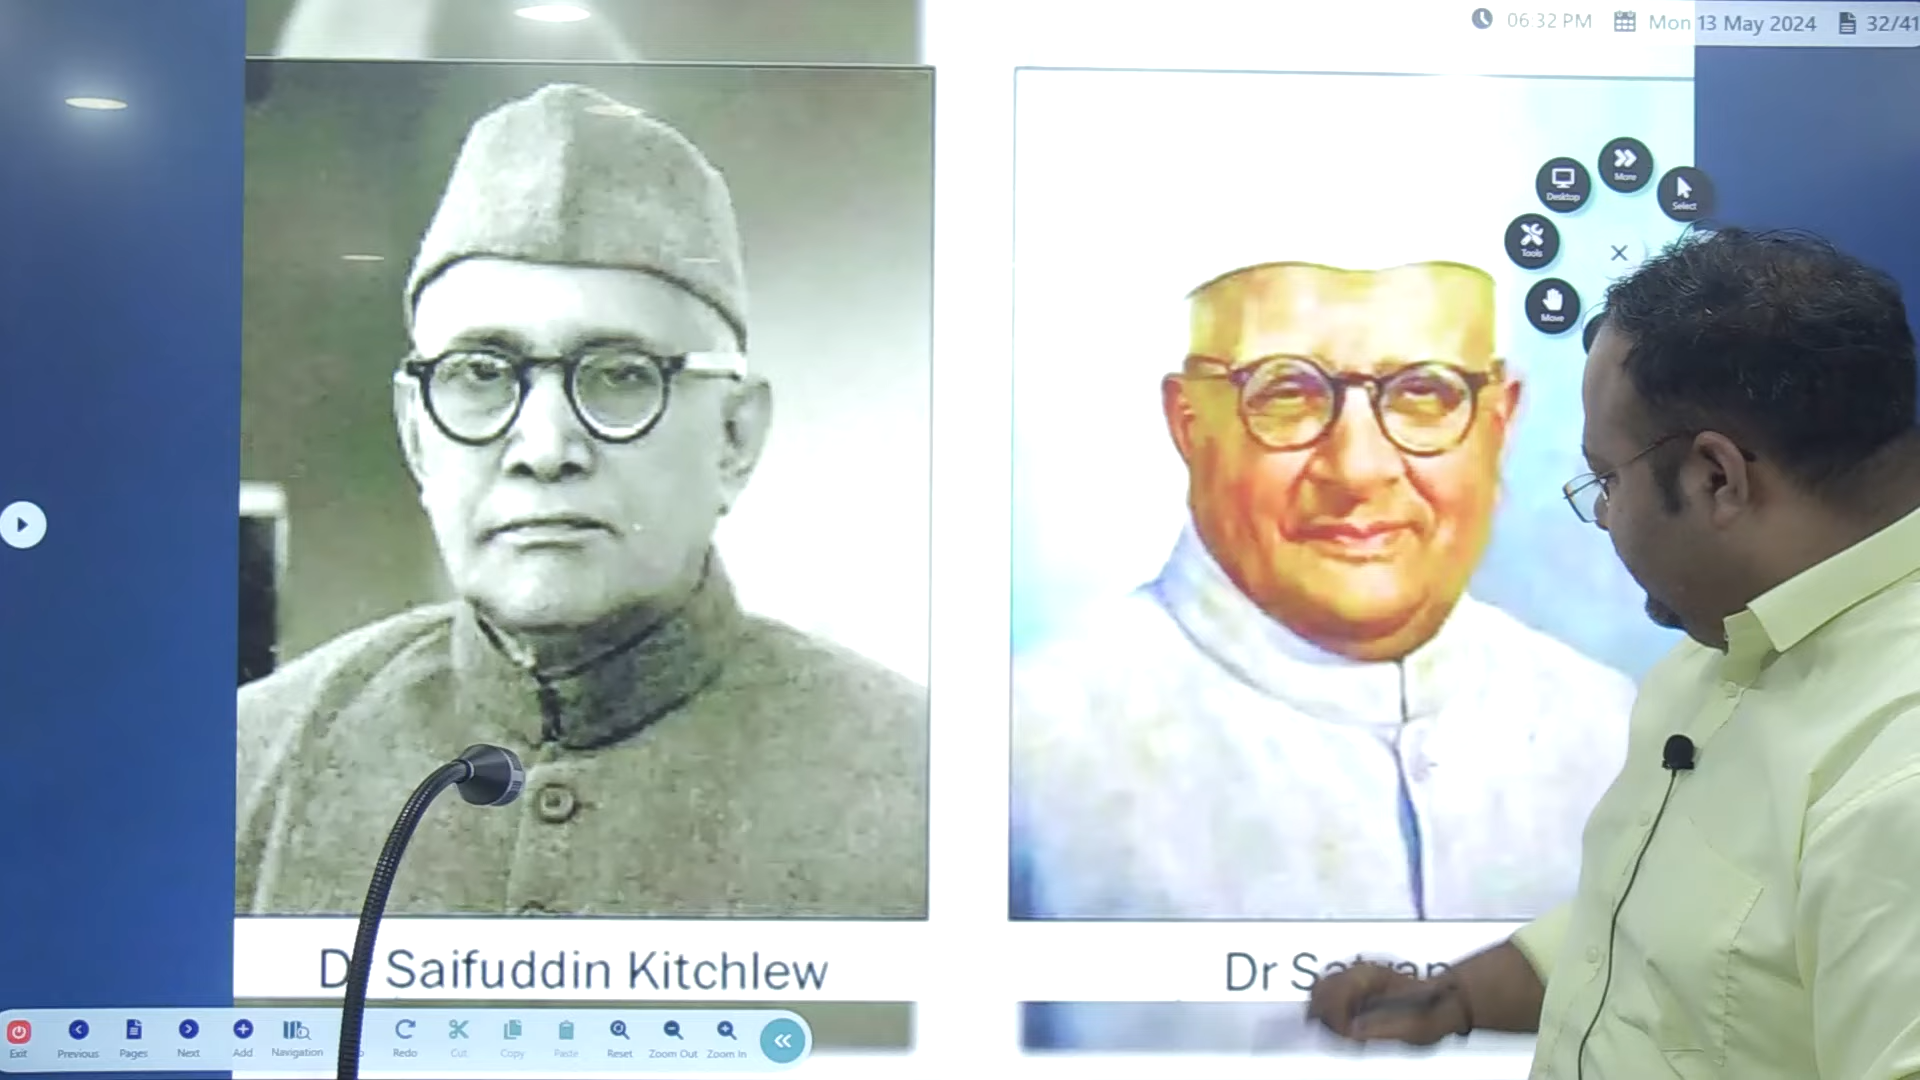 06:32 PM Mon 13 May 2024 32/41
More
Desktop
Select
Tools
Move
Saifuddin Kitchlew
Dr
Exit Previous Pages Next Add Navigation Redo Cut Copy Paste Reset Zoom Out Zoom In